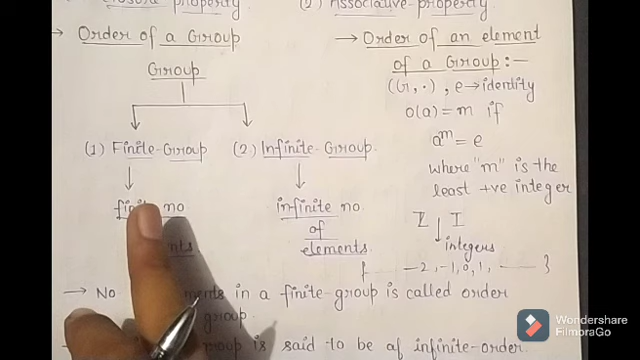 closure property
(2) Associative-property
→ Order of a Group
Group
(1) Finite-Group (2) Infinite-Group.
no
infinite no.
of
elements.
→ No in a finite-group is called order
group.
is said to be of infinite-order.
→ Order of an element
of a Group :-
(G, ·) , e → identity
O(a) = m if
aᵐ = e
where "m" is the
least +ve integer
Z I
↓
integers
{ —2, -1, 0, 1, — }
Wondershare
FilmoraGo